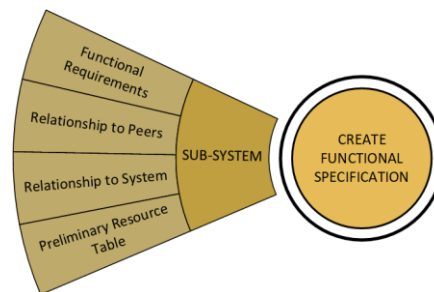 Functional
Requirements
Relationship to Peers
Relationship to System
Preliminary Resource
Table
SUB-SYSTEM
CREATE
FUNCTIONAL
SPECIFICATION